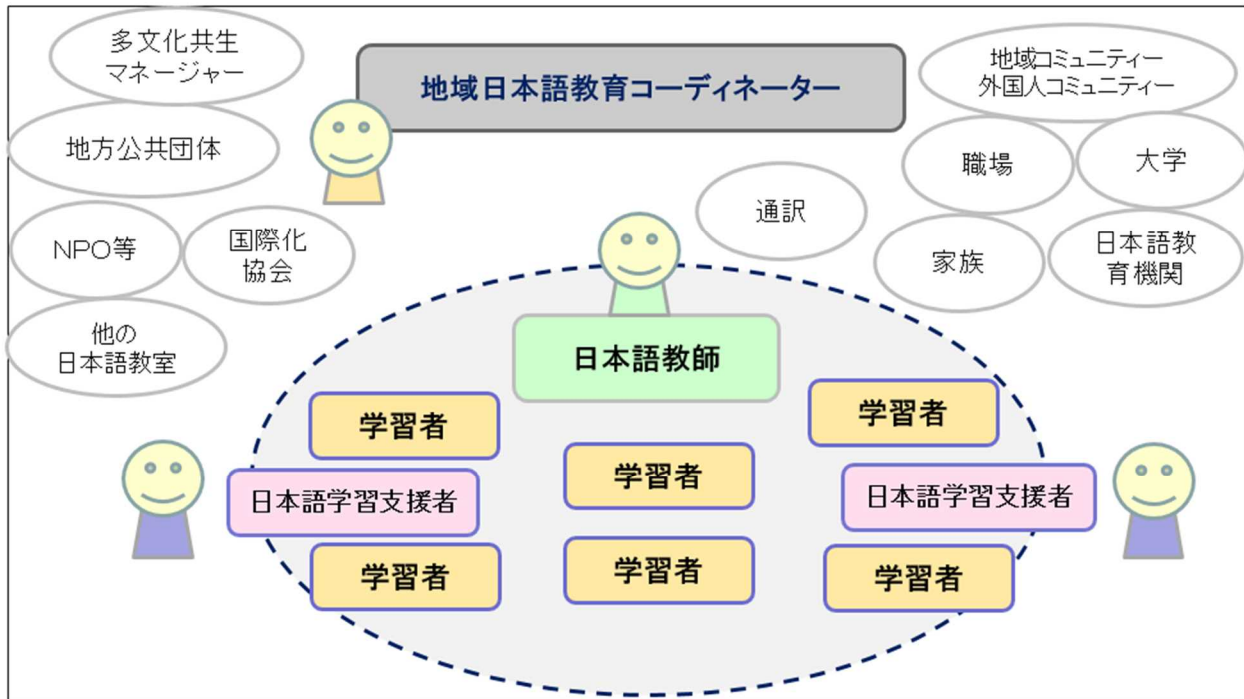 多文化共生
マネージャー
地方公共団体
NPO等
国際化
協会
他の
日本語教室
地域日本語教育コーディネーター
地域コミュニティー
外国人コミュニティー
職場
大学
通訳
家族
日本語教
育機関
日本語教師
学習者
学習者
学習者
日本語学習支援者
日本語学習支援者
学習者
学習者
学習者